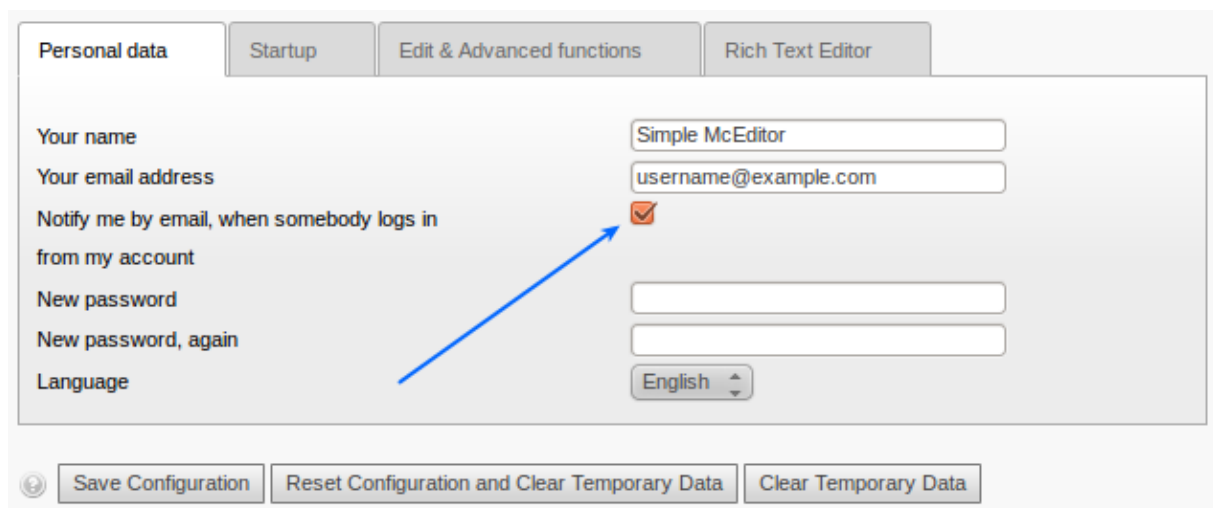 Personal data Startup Edit & Advanced functions Rich Text Editor
Your name Simple McEditor
Your email address username@example.com
Notify me by email, when somebody logs in
from my account
New password
New password, again
Language English
Save Configuration Reset Configuration and Clear Temporary Data Clear Temporary Data